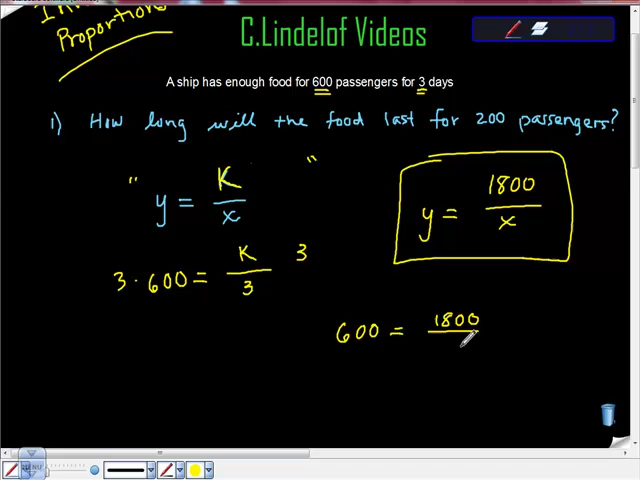 Proportions
C.Lindelof Videos
A ship has enough food for 600 passengers for 3 days
1) How long will the food last for 200 passengers?
" y = K/x "
y = 1800/x
3 · 600 = K/3 3
600 = 1800
MENU